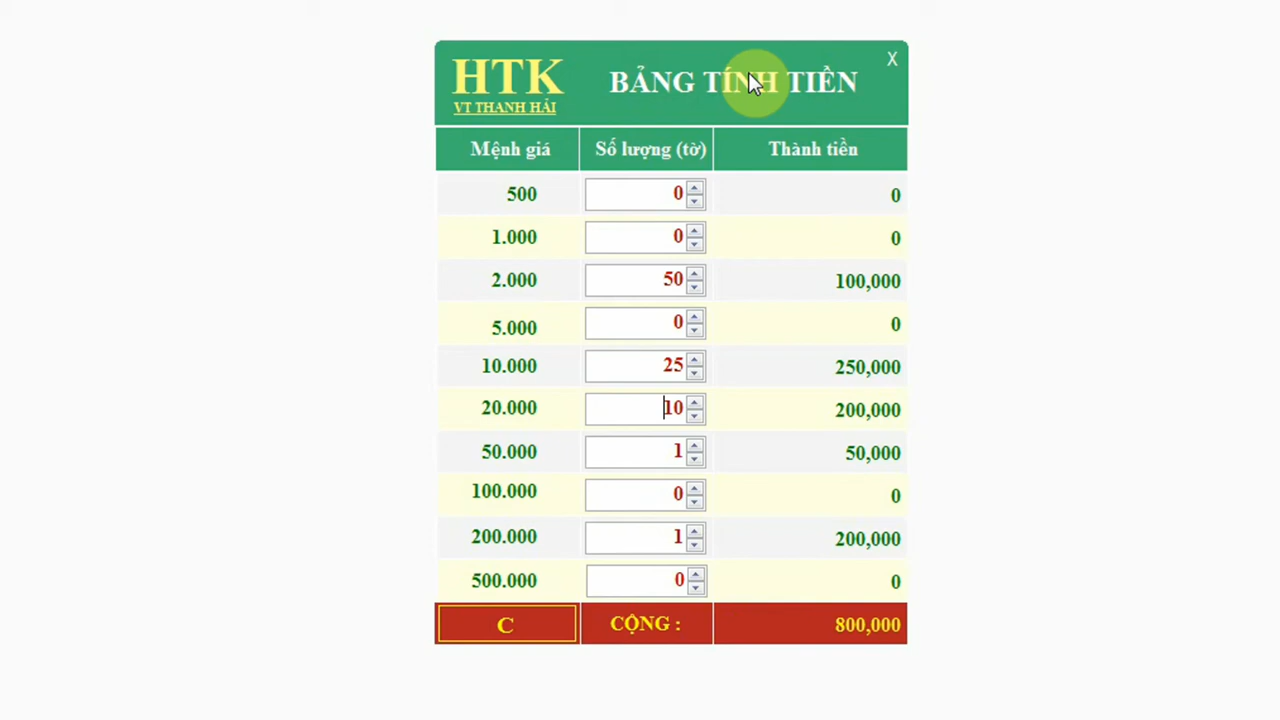 HTK
VT THANH HẢI
BẢNG TÍNH TIỀN
X
Mệnh giá Số lượng (tờ) Thành tiền
500 0 0
1.000 0 0
2.000 50 100,000
5.000 0 0
10.000 25 250,000
20.000 10 200,000
50.000 1 50,000
100.000 0 0
200.000 1 200,000
500.000 0 0
C CỘNG : 800,000